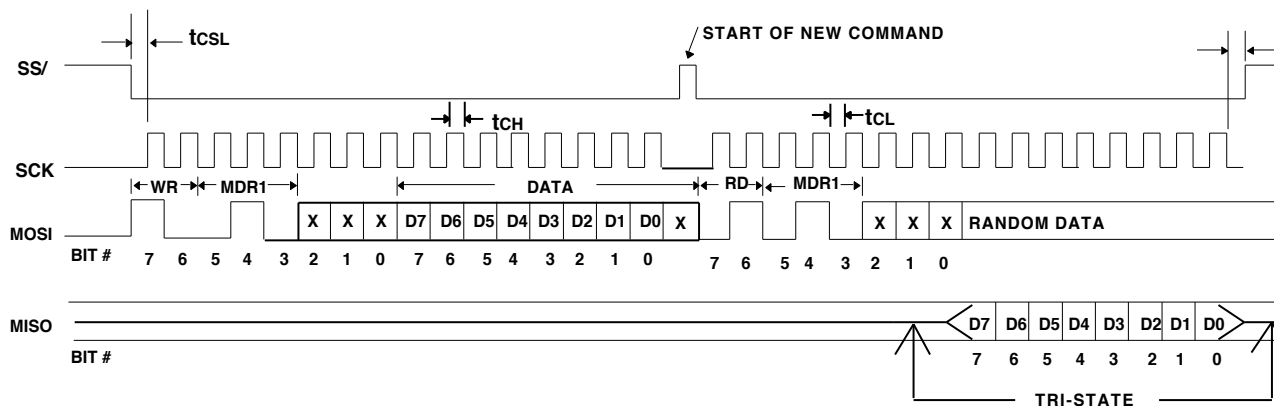 tCSL
START OF NEW COMMAND
SS/
tCH
tCL
SCK
WR MDR1 DATA RD MDR1
MOSI X X X D7 D6 D5 D4 D3 D2 D1 D0 X X X X RANDOM DATA
BIT # 7 6 5 4 3 2 1 0 7 6 5 4 3 2 1 0 7 6 5 4 3 2 1 0
MISO D7 D6 D5 D4 D3 D2 D1 D0
BIT # 7 6 5 4 3 2 1 0
TRI-STATE